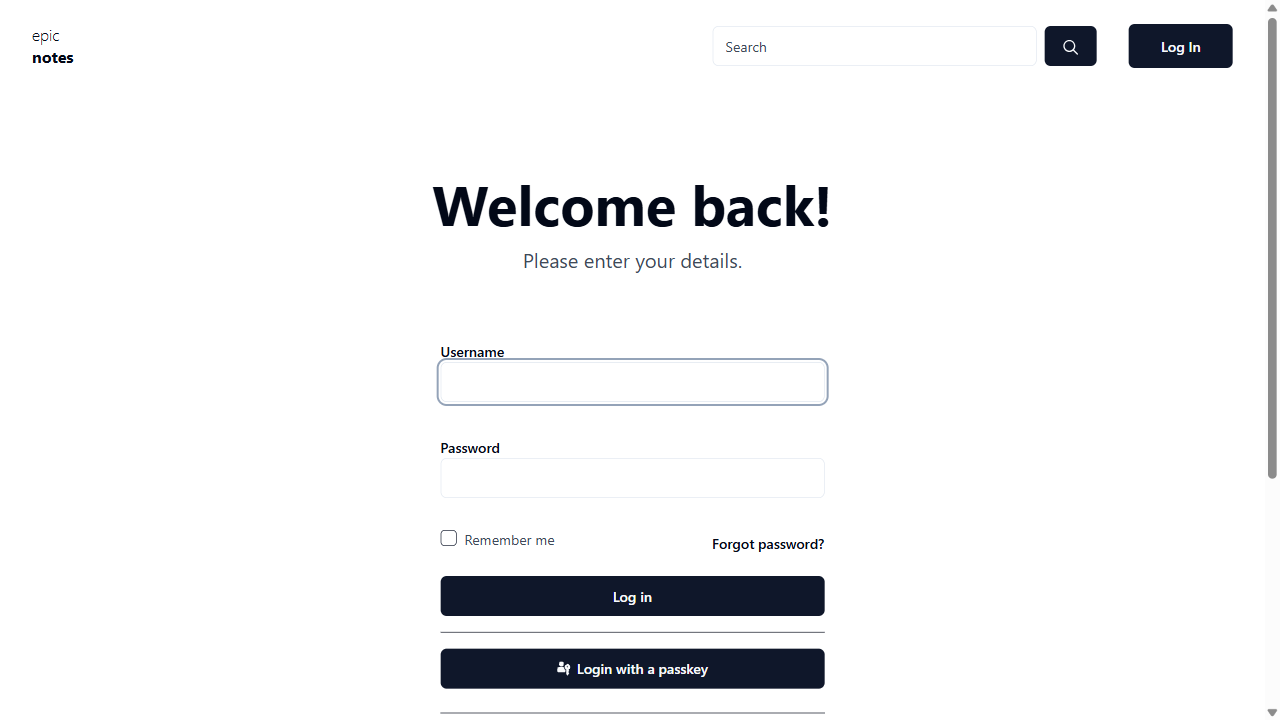 epic
notes
Search
Log In
Welcome back!
Please enter your details.
Username
Password
Remember me
Forgot password?
Log in
Login with a passkey